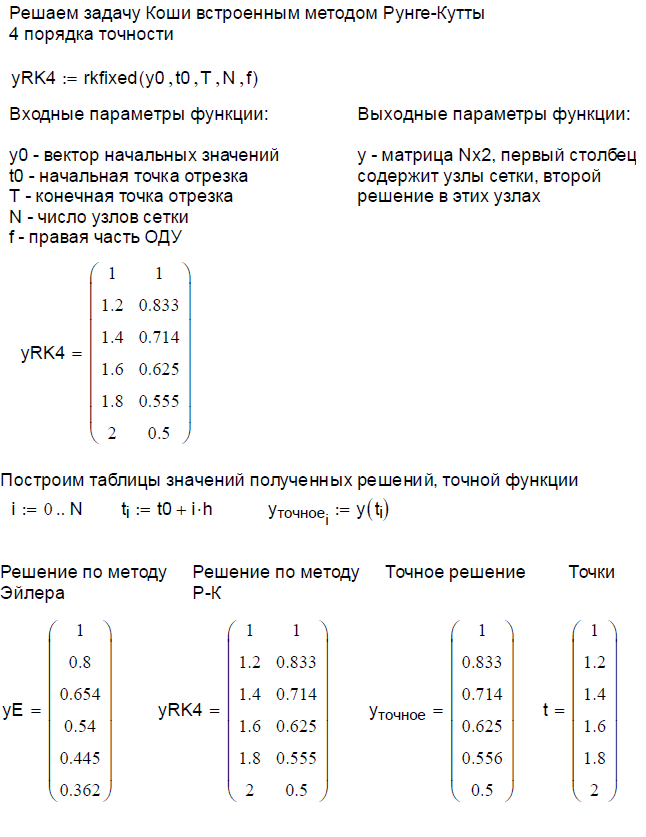 Решаем задачу Коши встроенным методом Рунге-Кутты
4 порядка точности
yRK4 := rkfixed(y0 ,t0 ,T ,N ,f)
Входные параметры функции:
Выходные параметры функции:
y0 - вектор начальных значений
t0 - начальная точка отрезка
T - конечная точка отрезка
N - число узлов сетки
f - правая часть ОДУ
y - матрица Nx2, первый столбец
содержит узлы сетки, второй
решение в этих узлах
yRK4 =
1 1
1.2 0.833
1.4 0.714
1.6 0.625
1.8 0.555
2 0.5
Построим таблицы значений полученных решений, точной функции
i := 0 .. N ti := t0 + i·h yточноеi := y(ti)
Решение по методу
Эйлера
Решение по методу
Р-К
Точное решение
Точки
yE =
1
0.8
0.654
0.54
0.445
0.362
yRK4 =
1 1
1.2 0.833
1.4 0.714
1.6 0.625
1.8 0.555
2 0.5
yточное =
1
0.833
0.714
0.625
0.556
0.5
t =
1
1.2
1.4
1.6
1.8
2